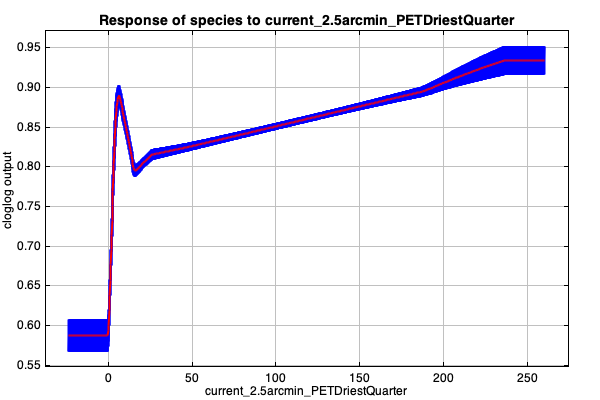 Response of species to current_2.5arcmin_PETDriestQuarter
0.95
0.90
0.85
0.80
0.75
0.70
0.65
0.60
0.55
cloglog output
0 50 100 150 200 250
current_2.5arcmin_PETDriestQuarter